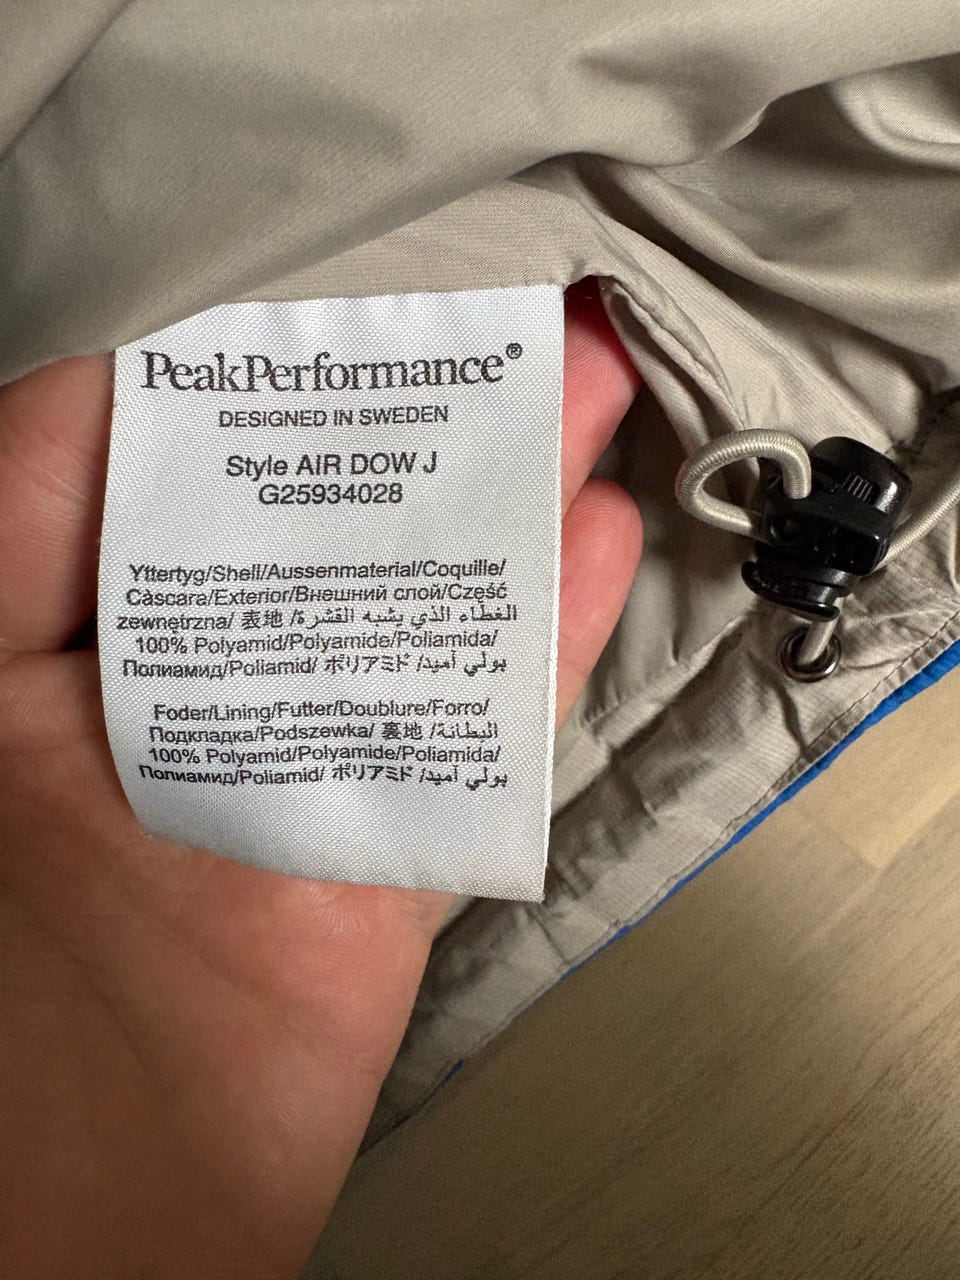 PeakPerformance®
DESIGNED IN SWEDEN
Style AIR DOW J
G25934028
Yttertyg/Shell/Aussenmaterial/Coquille/
Càscara/Exterior/Внешний слой/Część
zewnętrzna/ 表地 /الغطاء الذي يشبه القشرة
100% Polyamid/Polyamide/Poliamida/
Полиамид/Poliamid/ ポリアミド /بولي أميد
Foder/Lining/Futter/Doublure/Forro/
Подкладка/Podszewka/ 裏地 /البطانة
100% Polyamid/Polyamide/Poliamida/
Полиамид/Poliamid/ ポリアミド /بولي أميد